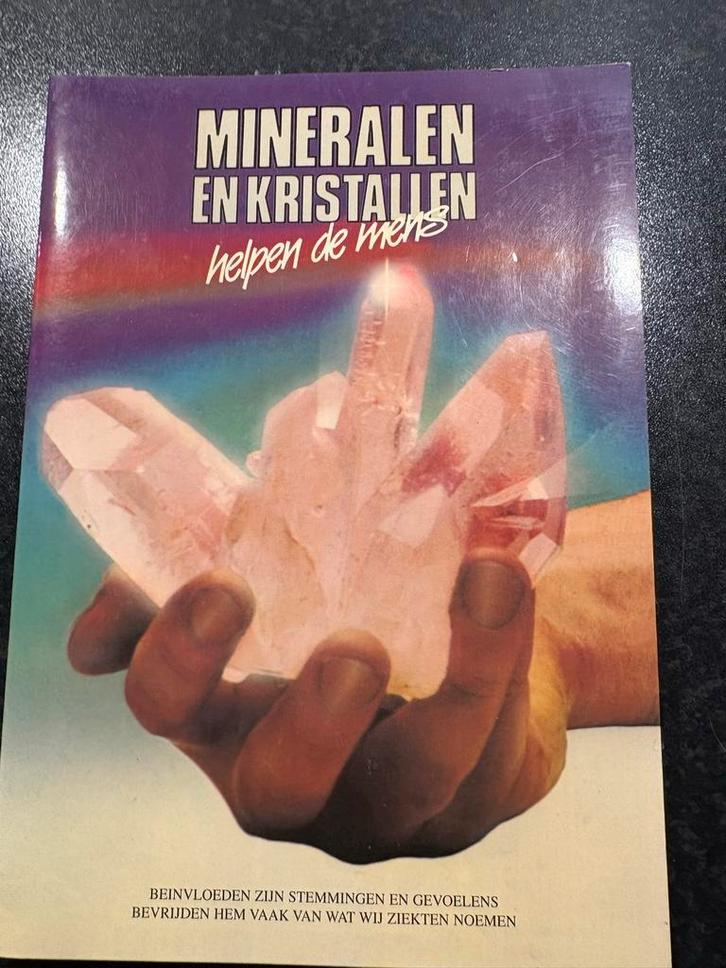 MINERALEN
EN KRISTALLEN
helpen de mens
BEINVLOEDEN ZIJN STEMMINGEN EN GEVOELENS
BEVRIJDEN HEM VAAK VAN WAT WIJ ZIEKTEN NOEMEN